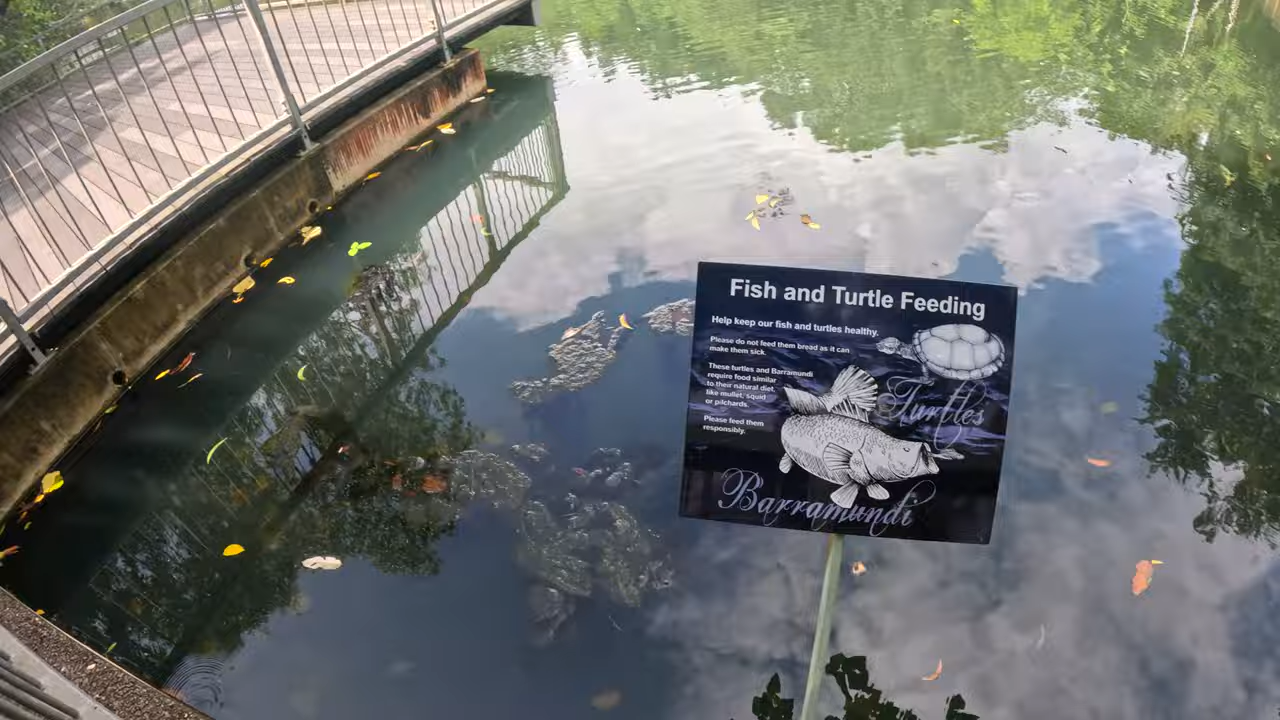 Fish and Turtle Feeding
Help keep our fish and turtles healthy.
Please do not feed them bread as it can
make them sick.
These turtles and Barramundi
require food similar
to their natural diet,
like mullet, squid
or pilchards.
Please feed them
responsibly.
Turtles
Barramundi